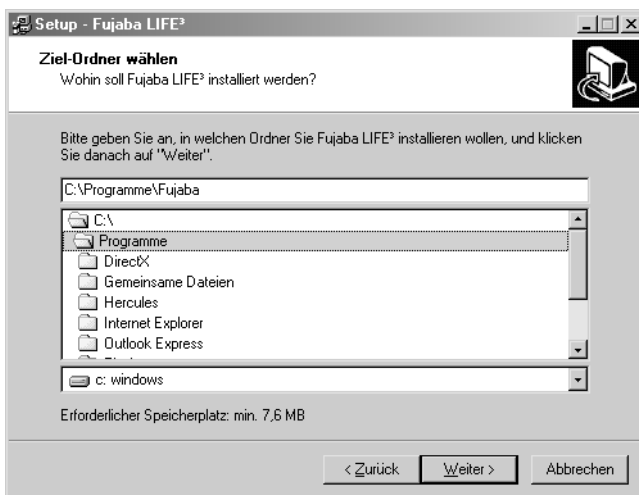 Setup - Fujaba LIFE³
Ziel-Ordner wählen
Wohin soll Fujaba LIFE³ installiert werden?
Bitte geben Sie an, in welchen Ordner Sie Fujaba LIFE³ installieren wollen, und klicken
Sie danach auf "Weiter".
C:\Programme\Fujaba
C:\
Programme
DirectX
Gemeinsame Dateien
Hercules
Internet Explorer
Outlook Express
c: windows
Erforderlicher Speicherplatz: min. 7,6 MB
< Zurück
Weiter >
Abbrechen